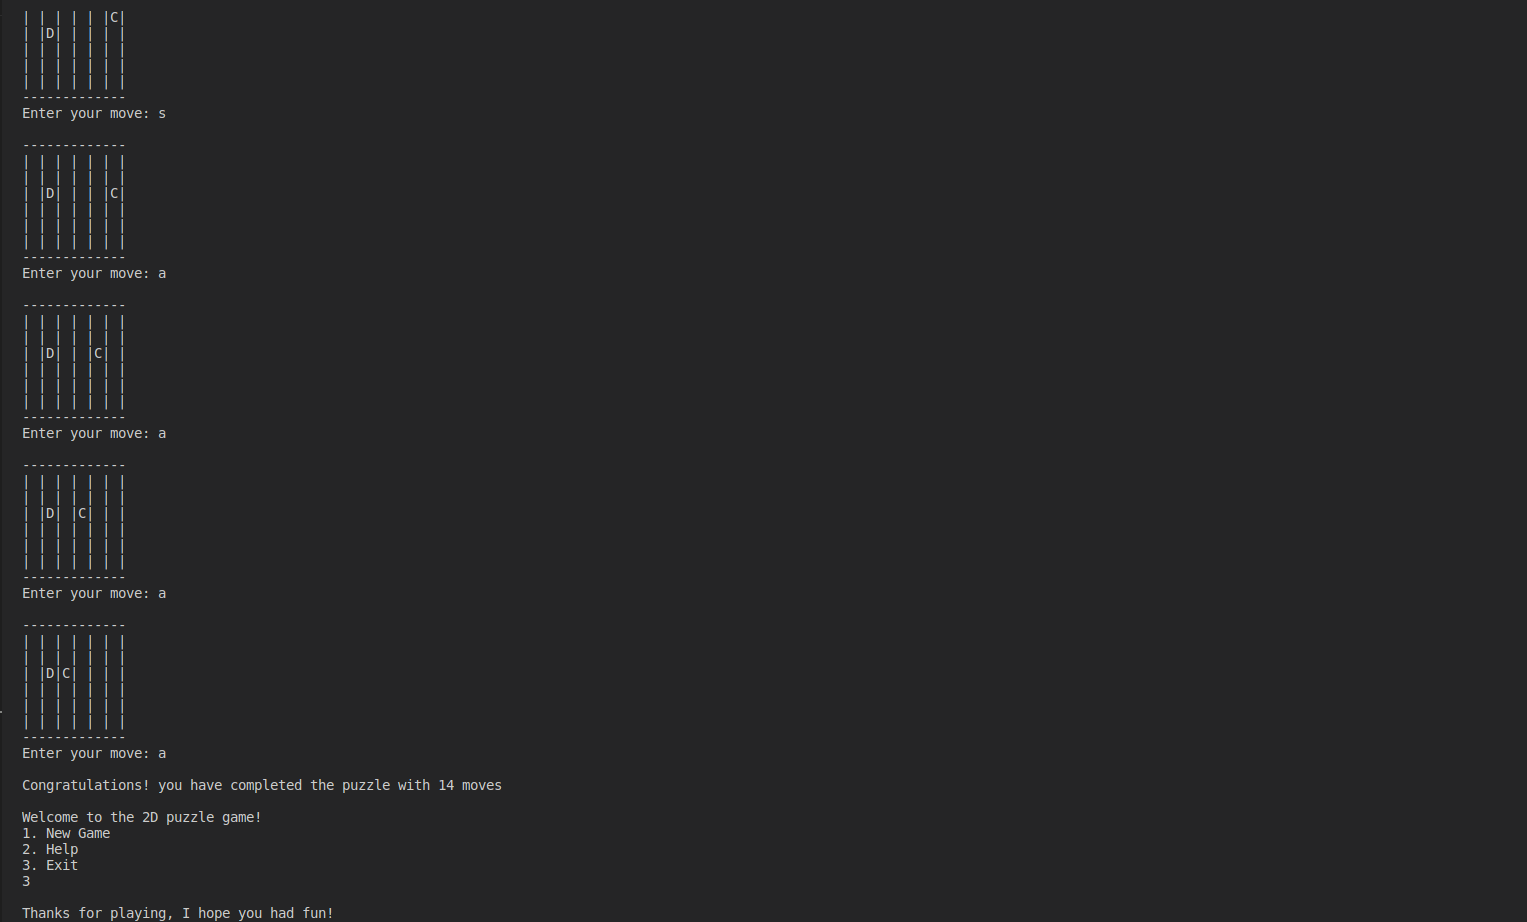 | | | | | |C|
| |D| | | | |
| | | | | | |
| | | | | | |
| | | | | | |
-------------
Enter your move: s
-------------
| | | | | | |
| | | | | | |
| |D| | | |C|
| | | | | | |
| | | | | | |
| | | | | | |
-------------
Enter your move: a
-------------
| | | | | | |
| | | | | | |
| |D| | |C| |
| | | | | | |
| | | | | | |
| | | | | | |
-------------
Enter your move: a
-------------
| | | | | | |
| | | | | | |
| |D| |C| | |
| | | | | | |
| | | | | | |
| | | | | | |
-------------
Enter your move: a
-------------
| | | | | | |
| | | | | | |
| |D|C| | | |
| | | | | | |
| | | | | | |
| | | | | | |
-------------
Enter your move: a
Congratulations! you have completed the puzzle with 14 moves
Welcome to the 2D puzzle game!
1. New Game
2. Help
3. Exit
3
Thanks for playing, I hope you had fun!